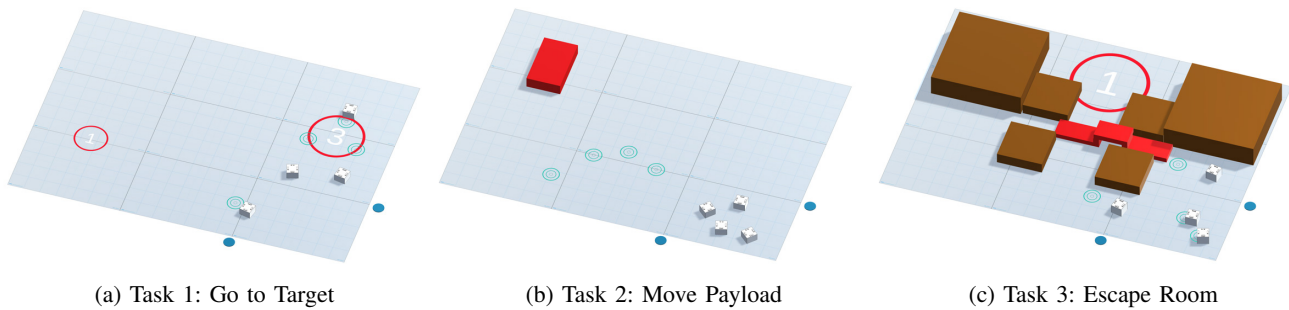 1
3
1
(a) Task 1: Go to Target
(b) Task 2: Move Payload
(c) Task 3: Escape Room